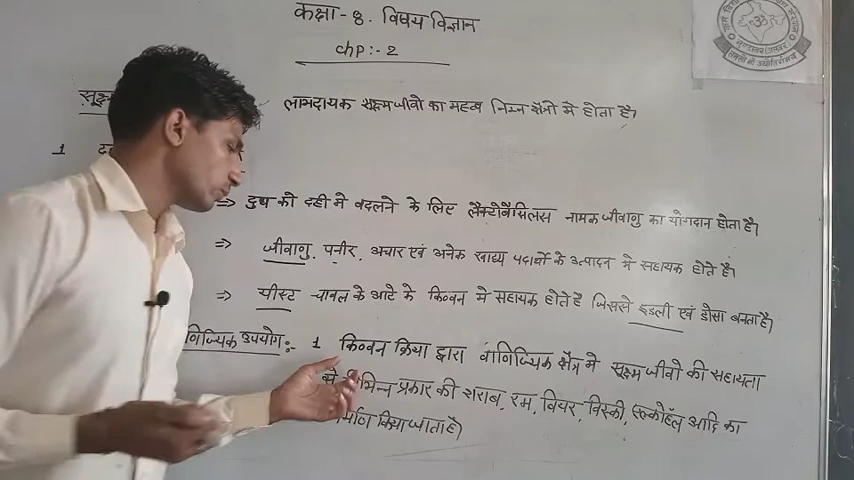 कक्षा - 8. विषय विज्ञान
chp :- 2
लाभदायक सूक्ष्म जीवो का महत्व निम्न क्षेत्रो मे होता है।
1
⇒ दुध को दही मे बदलने के लिए लैक्टोबैसिलस नामक जीवाणु का योगदान होता है।
⇒ जीवाणु, पनीर, अचार एवं अनेक खाद्य पदार्थो के उत्पादन मे सहायक होते है।
⇒ यीस्ट चावल के आटे के किण्वन मे सहायक होते है जिससे इडली एवं डोसा बनता है।
उपयोग :- 1 किण्वन क्रिया द्वारा वाणिज्यिक क्षेत्र मे सूक्ष्म जीवो की सहायता
से प्रकार की शराब, रम, वियर, विस्की, एल्कोहॉल आदि का
किया जाता है।